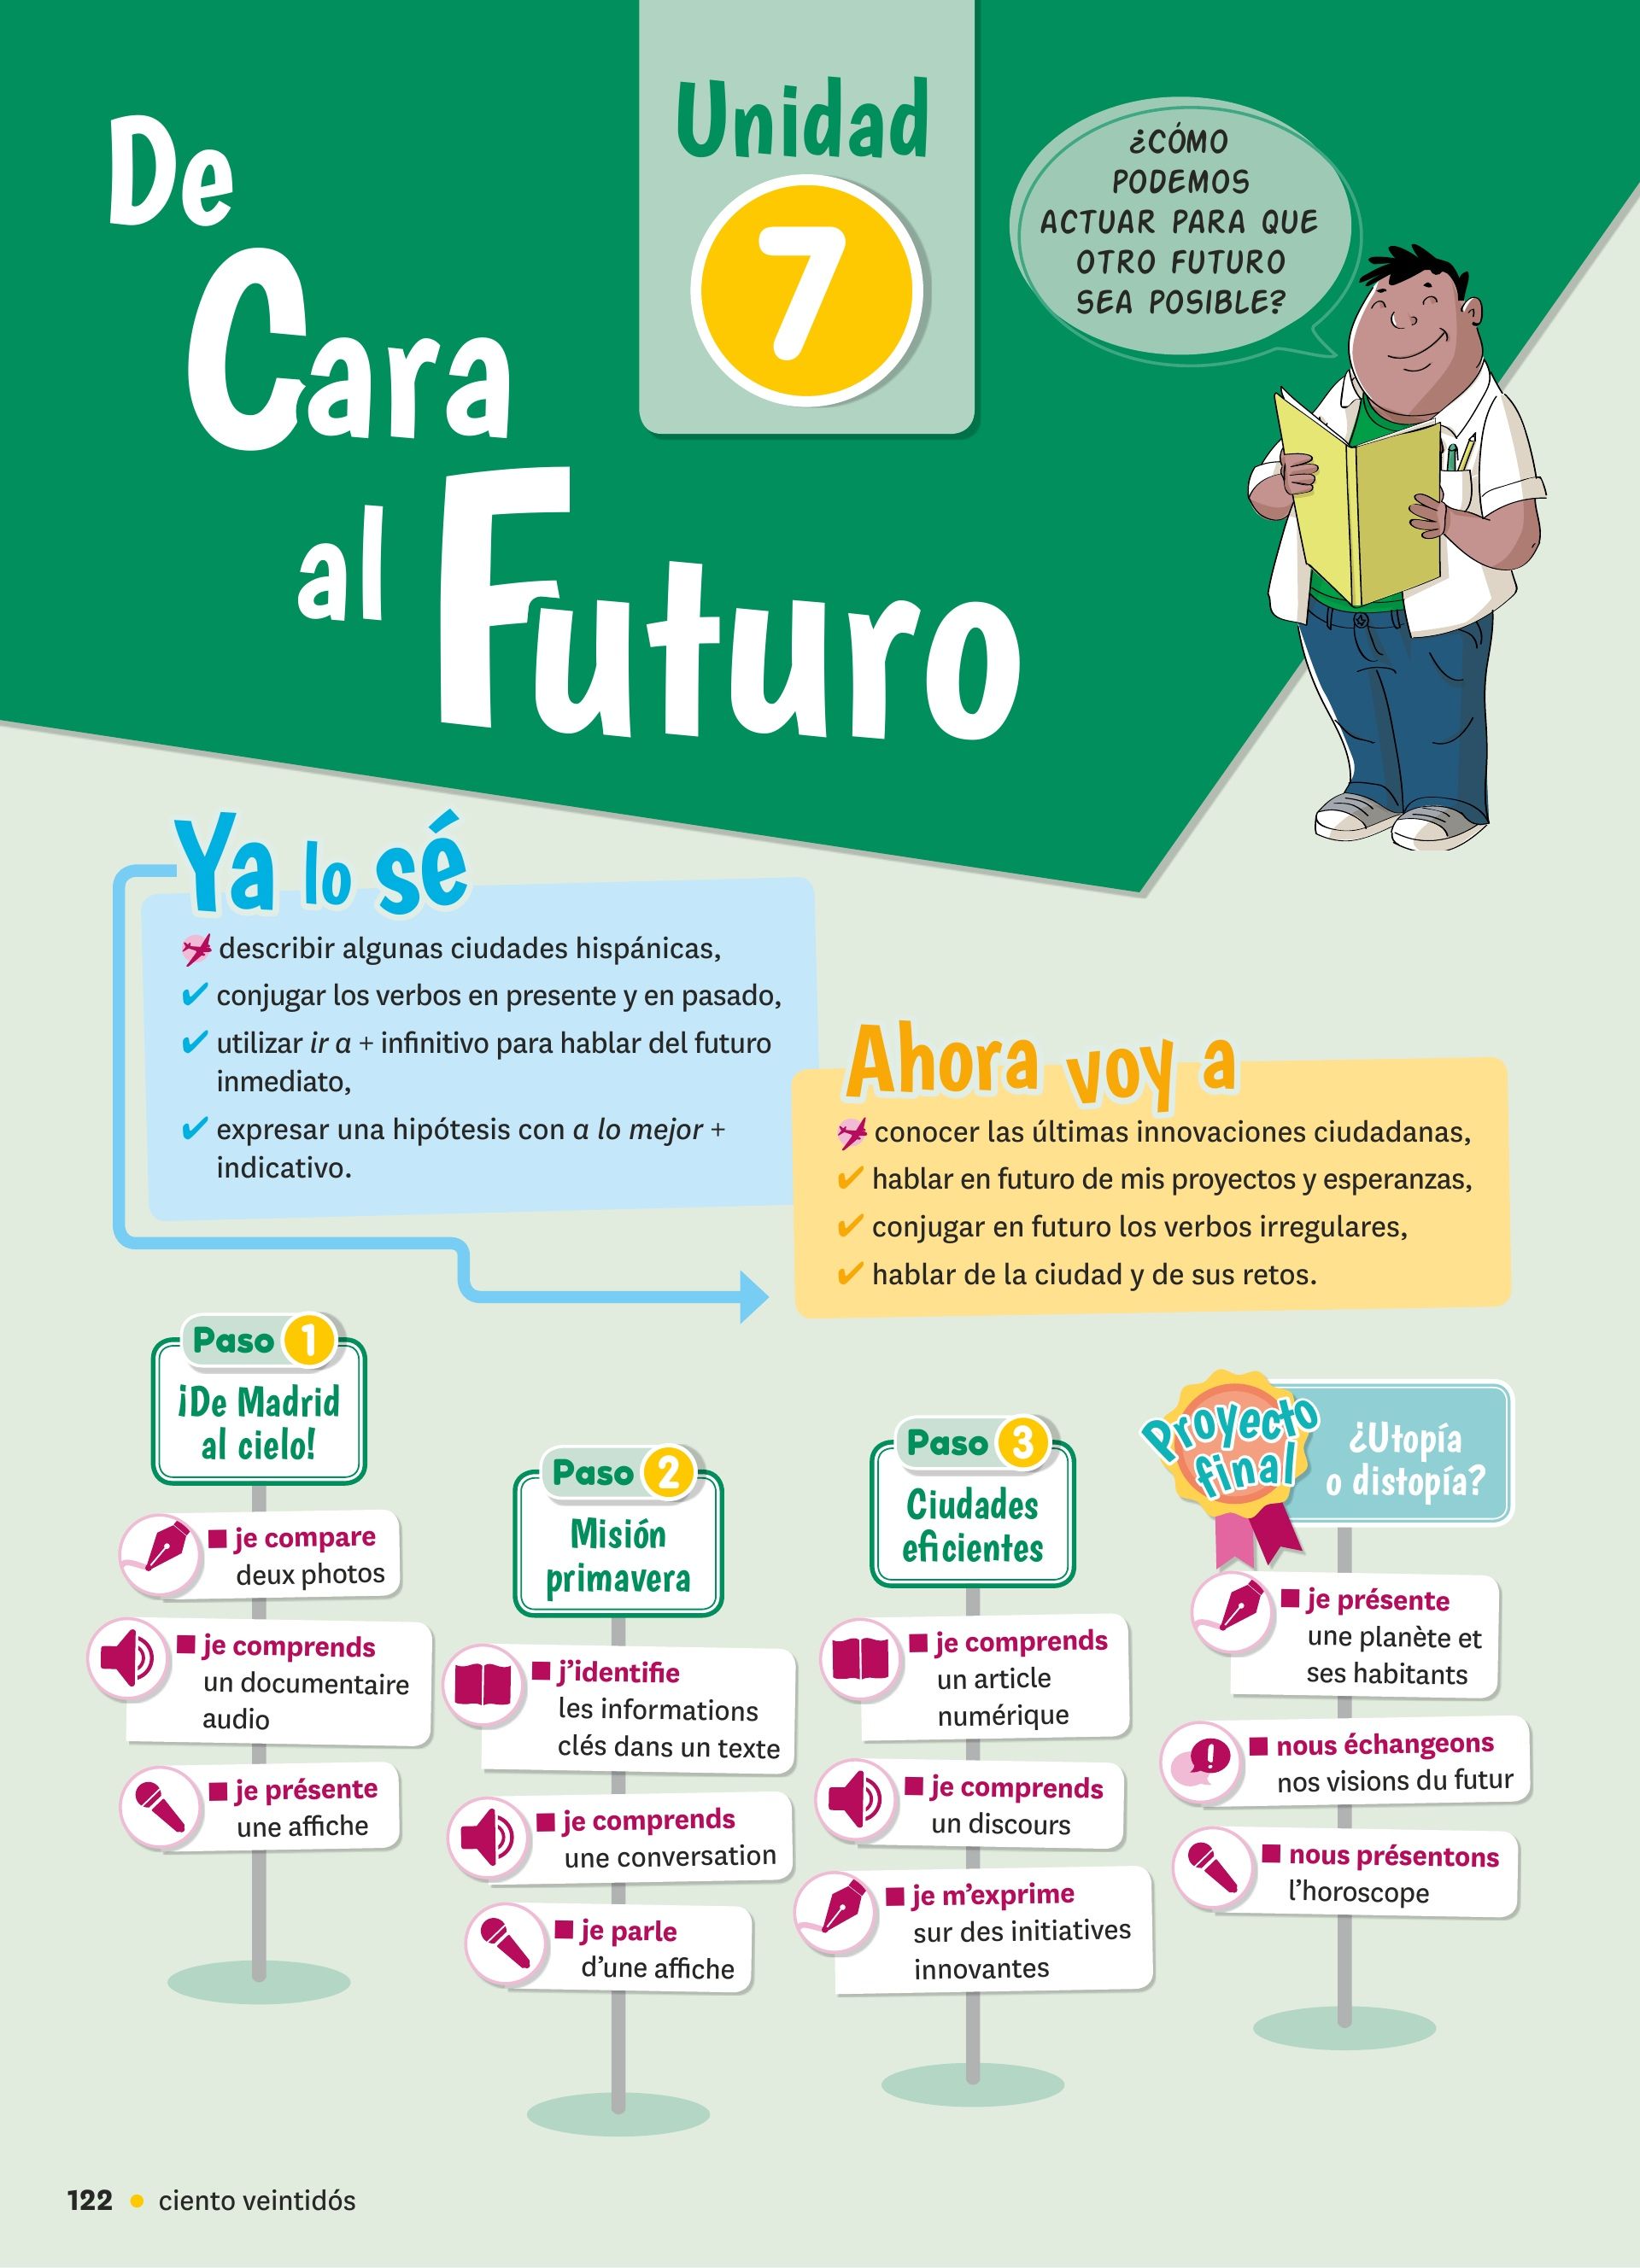 Unidad
7
De
Cara
al Futuro
¿CÓMO
PODEMOS
ACTUAR PARA QUE
OTRO FUTURO
SEA POSIBLE?
Ya lo sé
describir algunas ciudades hispánicas,
✔ conjugar los verbos en presente y en pasado,
✔ utilizar ir a + infinitivo para hablar del futuro
inmediato,
✔ expresar una hipótesis con a lo mejor +
indicativo.
Ahora voy a
conocer las últimas innovaciones ciudadanas,
✔ hablar en futuro de mis proyectos y esperanzas,
✔ conjugar en futuro los verbos irregulares,
✔ hablar de la ciudad y de sus retos.
Paso 1
¡De Madrid
al cielo!
■ je compare
deux photos
■ je comprends
un documentaire
audio
■ je présente
une affiche
Paso 2
Misión
primavera
■ j'identifie
les informations
clés dans un texte
■ je comprends
une conversation
■ je parle
d'une affiche
Paso 3
Ciudades
eficientes
■ je comprends
un article
numérique
■ je comprends
un discours
■ je m'exprime
sur des initiatives
innovantes
Proyecto
final
¿Utopía
o distopía?
■ je présente
une planète et
ses habitants
■ nous échangeons
nos visions du futur
■ nous présentons
l'horoscope
122 • ciento veintidós